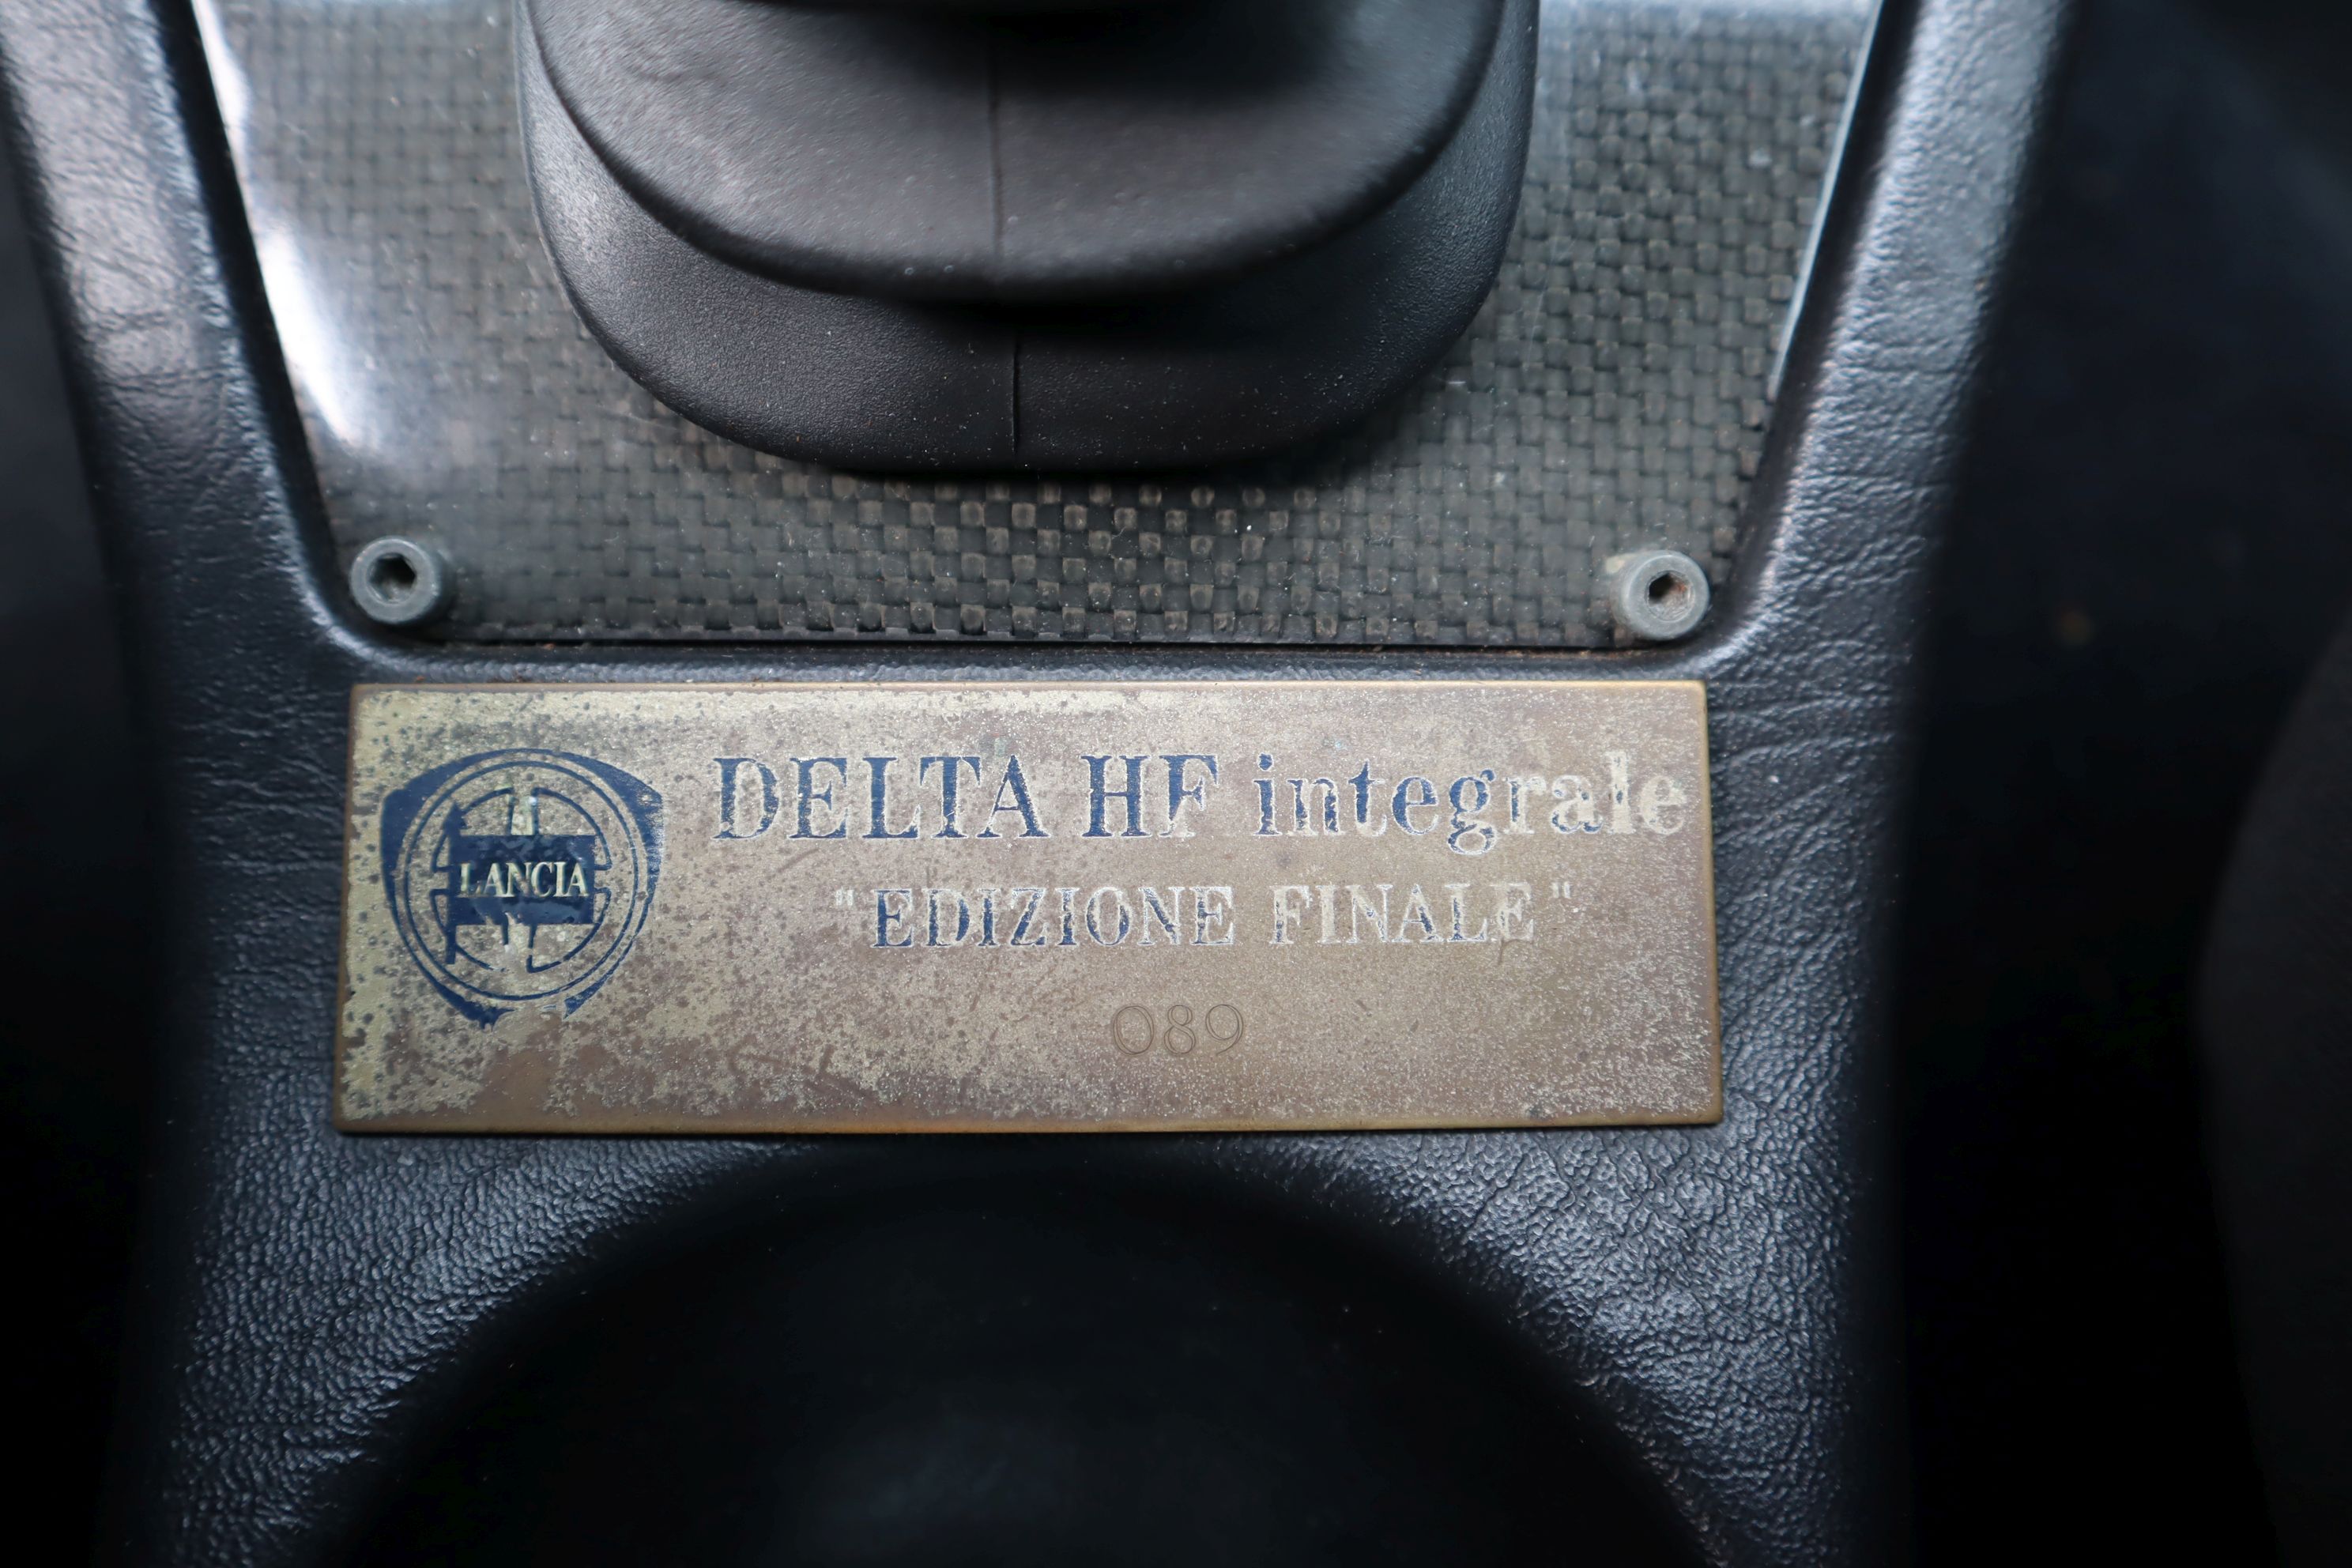 LANCIA
DELTA HF integrale
"EDIZIONE FINALE"
089